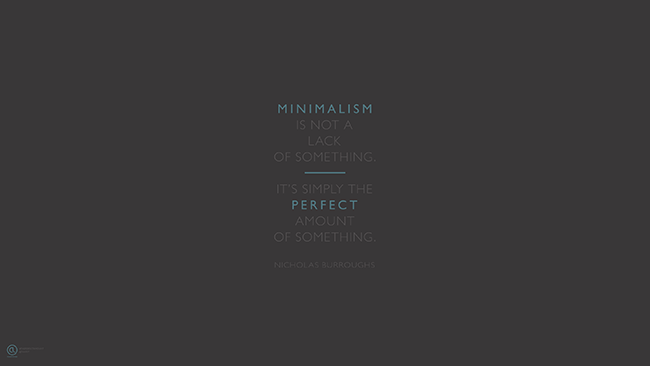 MINIMALISM
IS NOT A
LACK
OF SOMETHING.
IT'S SIMPLY THE
PERFECT
AMOUNT
OF SOMETHING.
NICHOLAS BURROUGHS